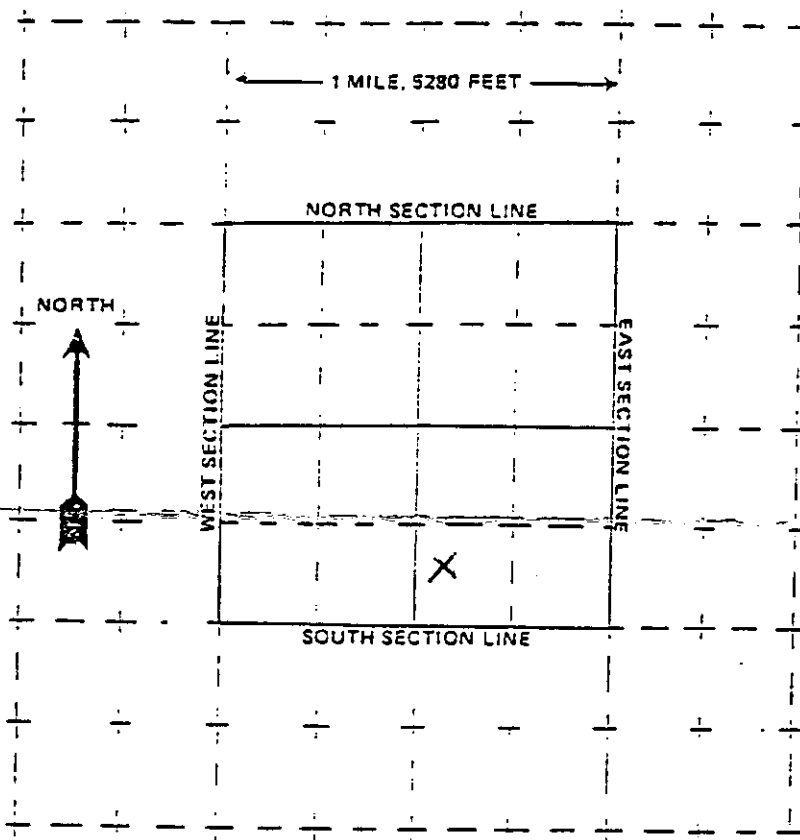 1 MILE, 5280 FEET
NORTH SECTION LINE
NORTH
WEST SECTION LINE
EAST SECTION LINE
X
SOUTH SECTION LINE